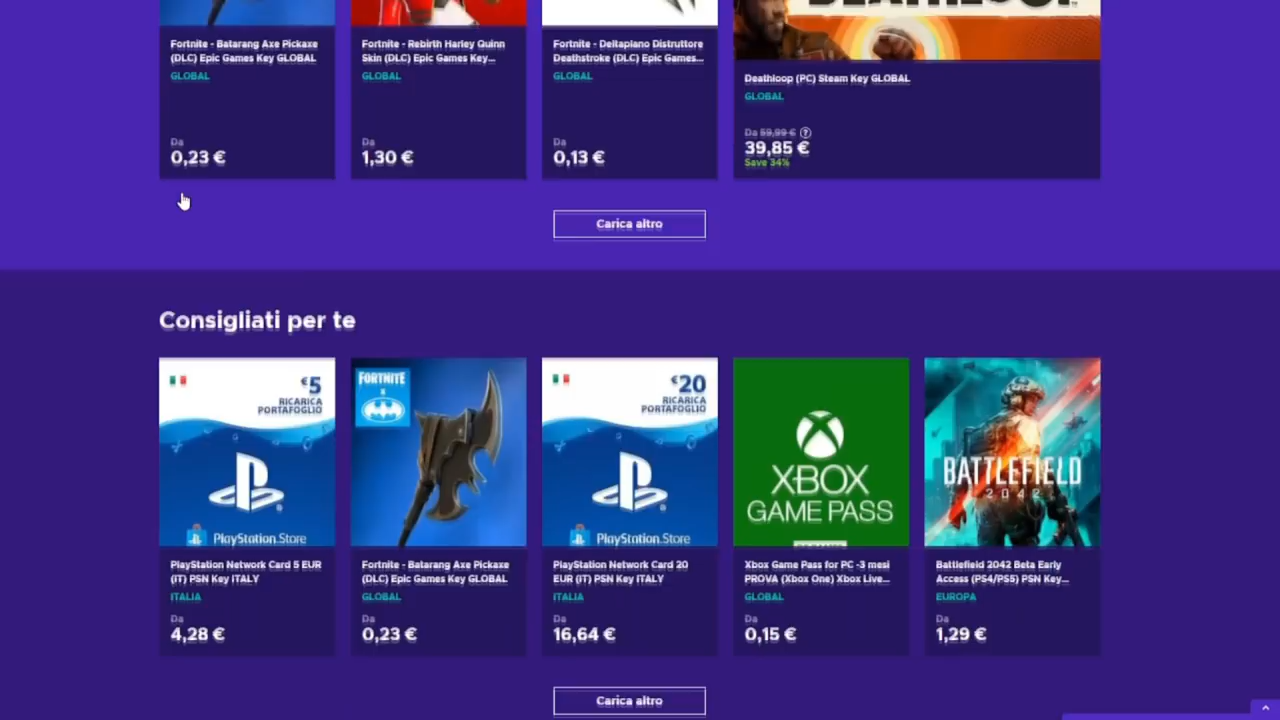 DEATHLOOP
Fortnite - Batarang Axe Pickaxe
(DLC) Epic Games Key GLOBAL
GLOBAL
Da
0,23 €
Fortnite - Rebirth Harley Quinn
Skin (DLC) Epic Games Key...
GLOBAL
Da
1,30 €
Fortnite - Deltaplano Distruttore
Deathstroke (DLC) Epic Games...
GLOBAL
Da
0,13 €
Deathloop (PC) Steam Key GLOBAL
GLOBAL
Da 59,99 € ?
39,85 €
Save 34%
Carica altro
Consigliati per te
€5
RICARICA
PORTAFOGLIO
PlayStation.Store
PlayStation Network Card 5 EUR
(IT) PSN Key ITALY
ITALIA
Da
4,28 €
FORTNITE
X
Fortnite - Batarang Axe Pickaxe
(DLC) Epic Games Key GLOBAL
GLOBAL
Da
0,23 €
€20
RICARICA
PORTAFOGLIO
PlayStation.Store
PlayStation Network Card 20
EUR (IT) PSN Key ITALY
ITALIA
Da
16,64 €
XBOX
GAME PASS
Xbox Game Pass for PC -3 mesi
PROVA (Xbox One) Xbox Live...
GLOBAL
Da
0,15 €
BATTLEFIELD
2042
Battlefield 2042 Beta Early
Access (PS4/PS5) PSN Key...
EUROPA
Da
1,29 €
Carica altro